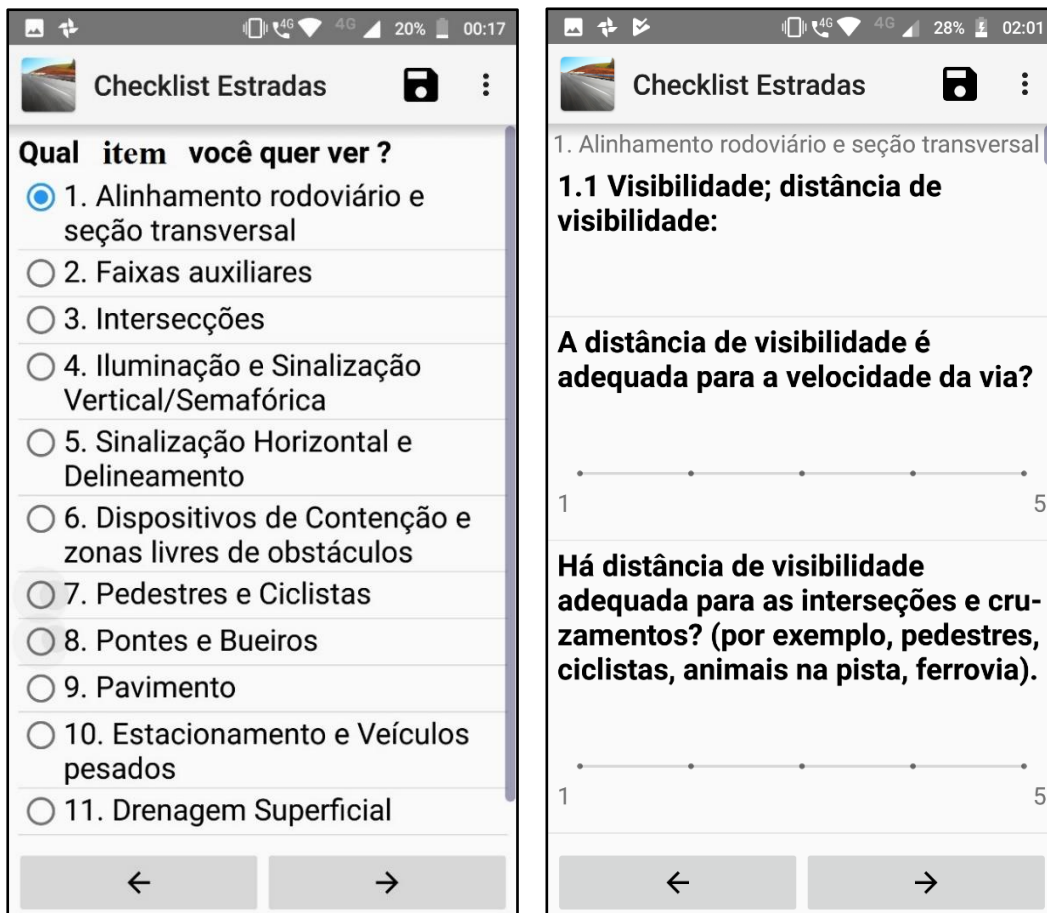 4G 4G 20% 00:17
Checklist Estradas
Qual item você quer ver ?
1. Alinhamento rodoviário e
seção transversal
2. Faixas auxiliares
3. Intersecções
4. Iluminação e Sinalização
Vertical/Semafórica
5. Sinalização Horizontal e
Delineamento
6. Dispositivos de Contenção e
zonas livres de obstáculos
7. Pedestres e Ciclistas
8. Pontes e Bueiros
9. Pavimento
10. Estacionamento e Veículos
pesados
11. Drenagem Superficial
4G 4G 28% 02:01
Checklist Estradas
1. Alinhamento rodoviário e seção transversal
1.1 Visibilidade; distância de
visibilidade:
A distância de visibilidade é
adequada para a velocidade da via?
1 5
Há distância de visibilidade
adequada para as interseções e cru-
zamentos? (por exemplo, pedestres,
ciclistas, animais na pista, ferrovia).
1 5